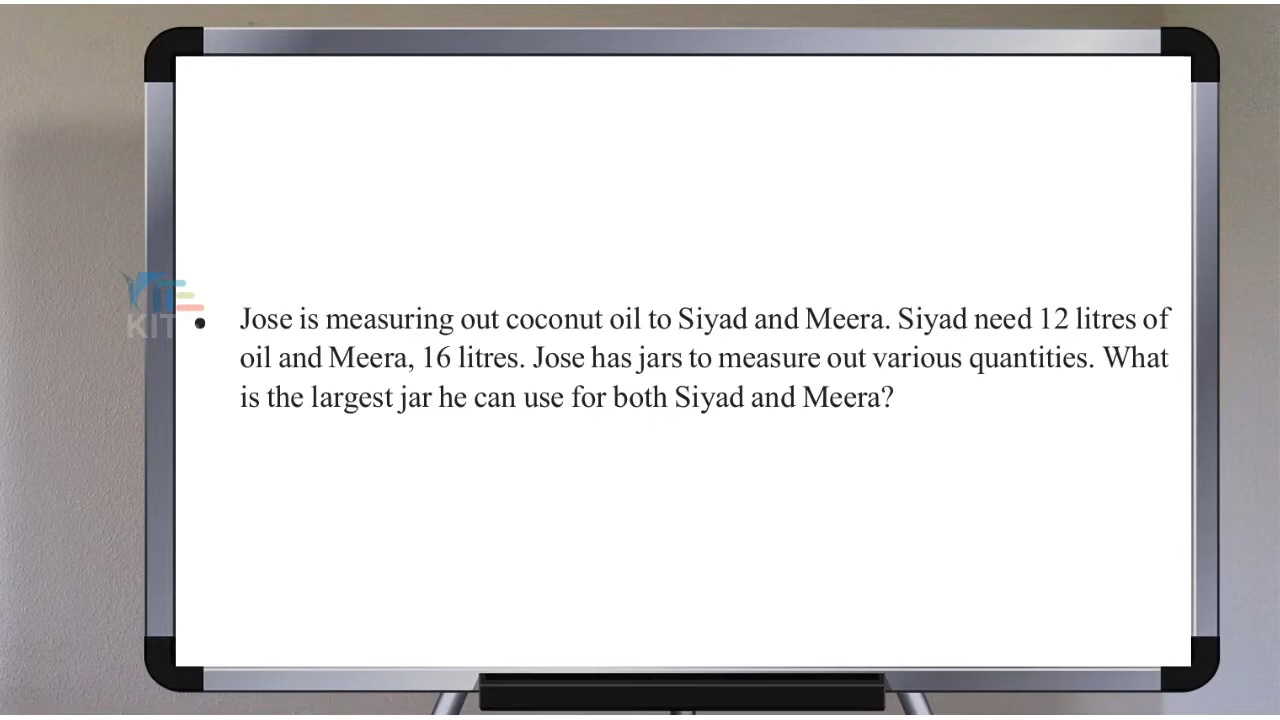 • Jose is measuring out coconut oil to Siyad and Meera. Siyad need 12 litres of
oil and Meera, 16 litres. Jose has jars to measure out various quantities. What
is the largest jar he can use for both Siyad and Meera?
KITE